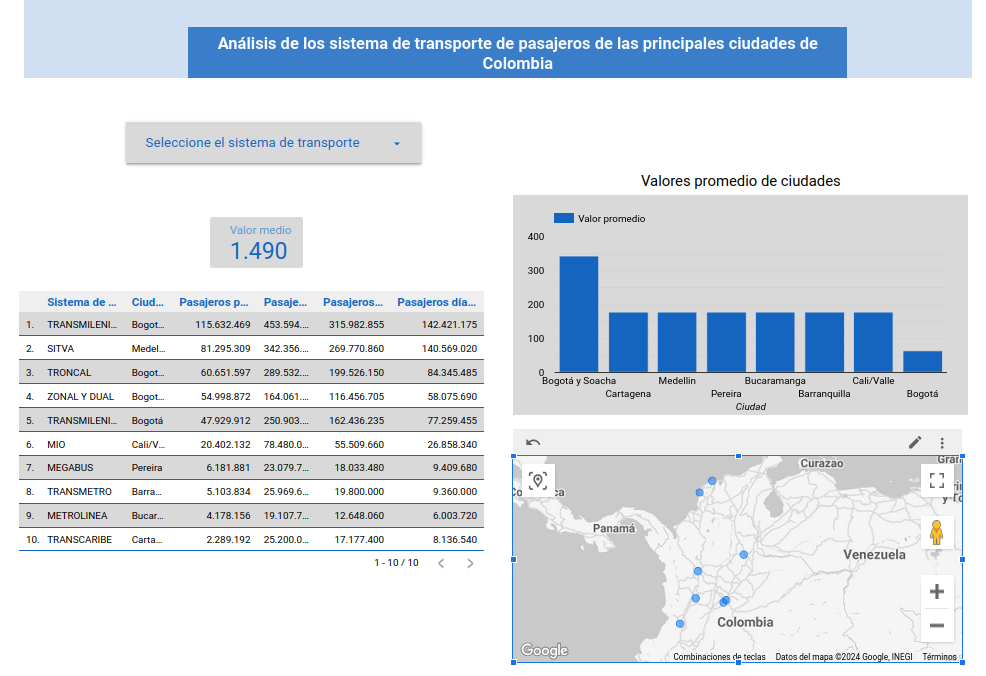 Análisis de los sistema de transporte de pasajeros de las principales ciudades de
Colombia
Seleccione el sistema de transporte
Valor medio
1.490
Sistema de ... Ciud... Pasajeros p... Pasaje... Pasajeros... Pasajeros día...
1. TRANSMILENI... Bogot... 115.632.469 453.594.... 315.982.855 142.421.175
2. SITVA Medel... 81.295.309 342.356.... 269.770.860 140.569.020
3. TRONCAL Bogot... 60.651.597 289.532.... 199.526.150 84.345.485
4. ZONAL Y DUAL Bogot... 54.998.872 164.061.... 116.456.705 58.075.690
5. TRANSMILENI... Bogotá 47.929.912 250.903.... 162.436.235 77.259.455
6. MIO Cali/V... 20.402.132 78.480.0... 55.509.660 26.858.340
7. MEGABUS Pereira 6.181.881 23.079.7... 18.033.480 9.409.680
8. TRANSMETRO Barra... 5.103.834 25.969.6... 19.800.000 9.360.000
9. METROLINEA Bucar... 4.178.156 19.107.7... 12.648.060 6.003.720
10. TRANSCARIBE Carta... 2.289.192 25.200.0... 17.177.400 8.136.540
1 - 10 / 10
Valores promedio de ciudades
Valor promedio
400
300
200
100
0
Bogotá y Soacha Medellin Bucaramanga Cali/Valle
Cartagena Pereira Barranquilla Bogotá
Ciudad
Curazao
Gran
y To
Panamá
Venezuela
Colombia
Google
Combinaciones de teclas Datos del mapa ©2024 Google, INEGI Términos